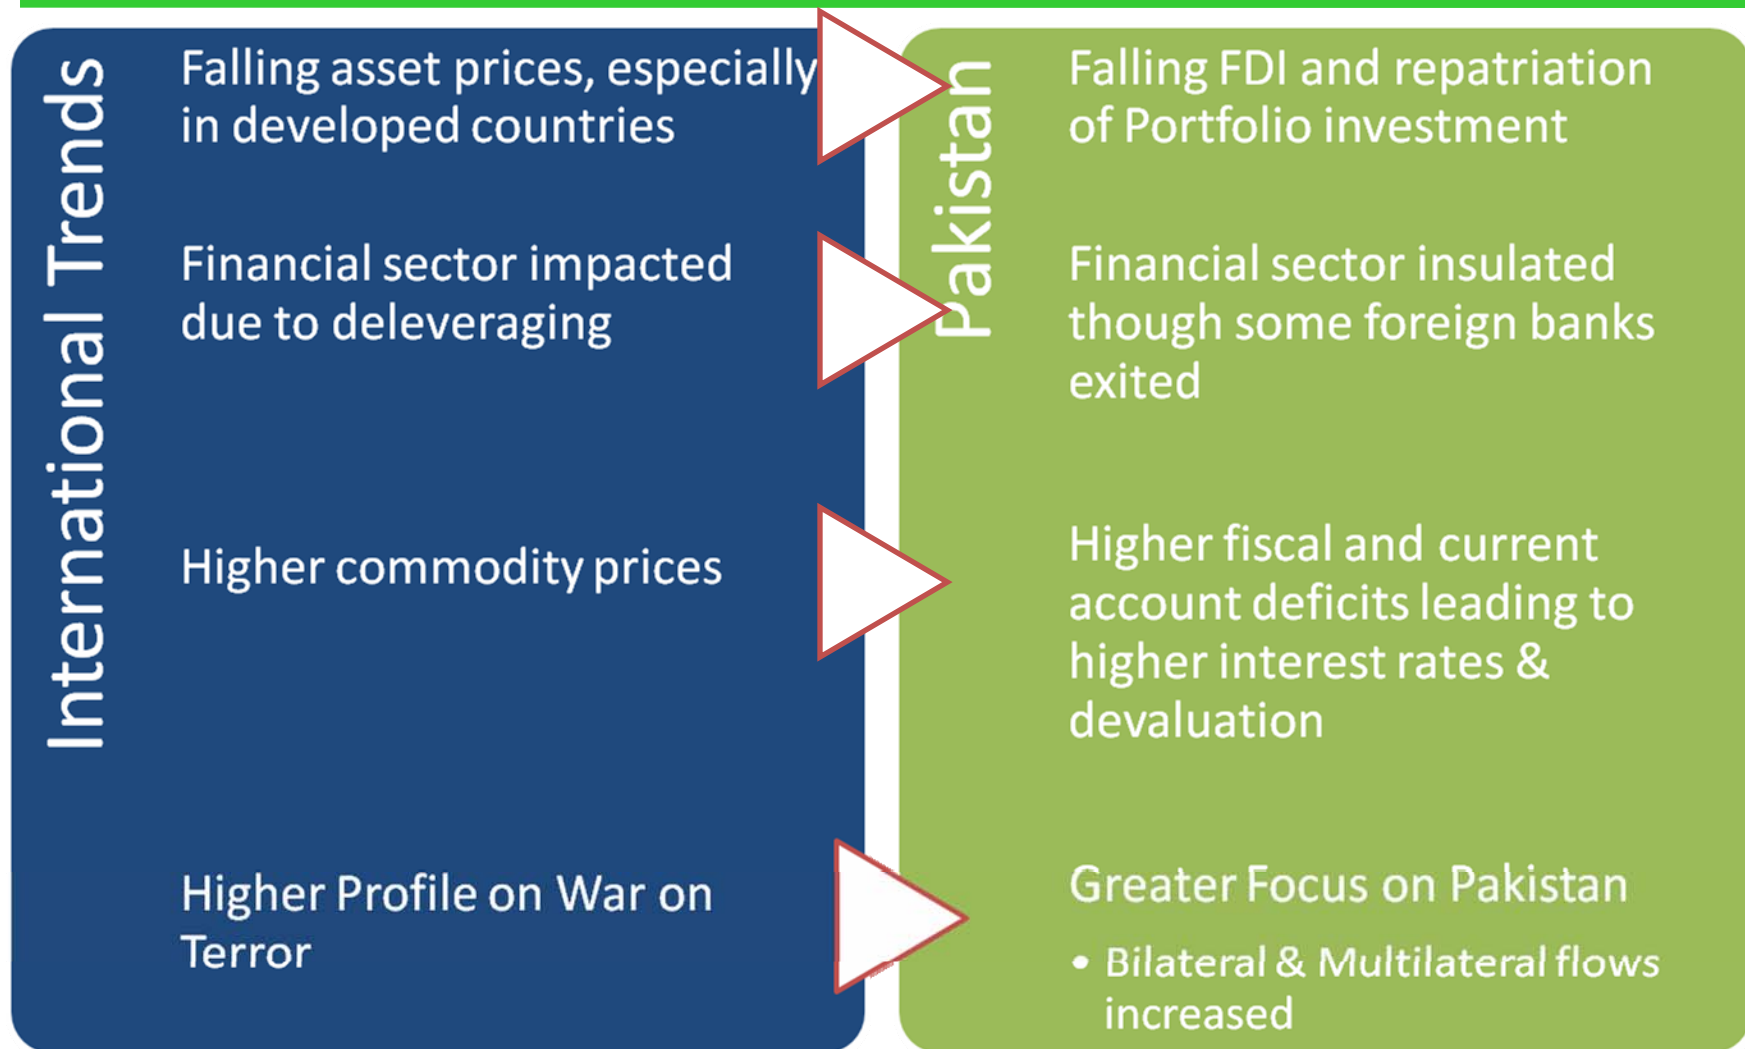 International Trends
Falling asset prices, especially
in developed countries
Financial sector impacted
due to deleveraging
Higher commodity prices
Higher Profile on War on
Terror
Pakistan
Falling FDI and repatriation
of Portfolio investment
Financial sector insulated
though some foreign banks
exited
Higher fiscal and current
account deficits leading to
higher interest rates &
devaluation
Greater Focus on Pakistan
• Bilateral & Multilateral flows
increased